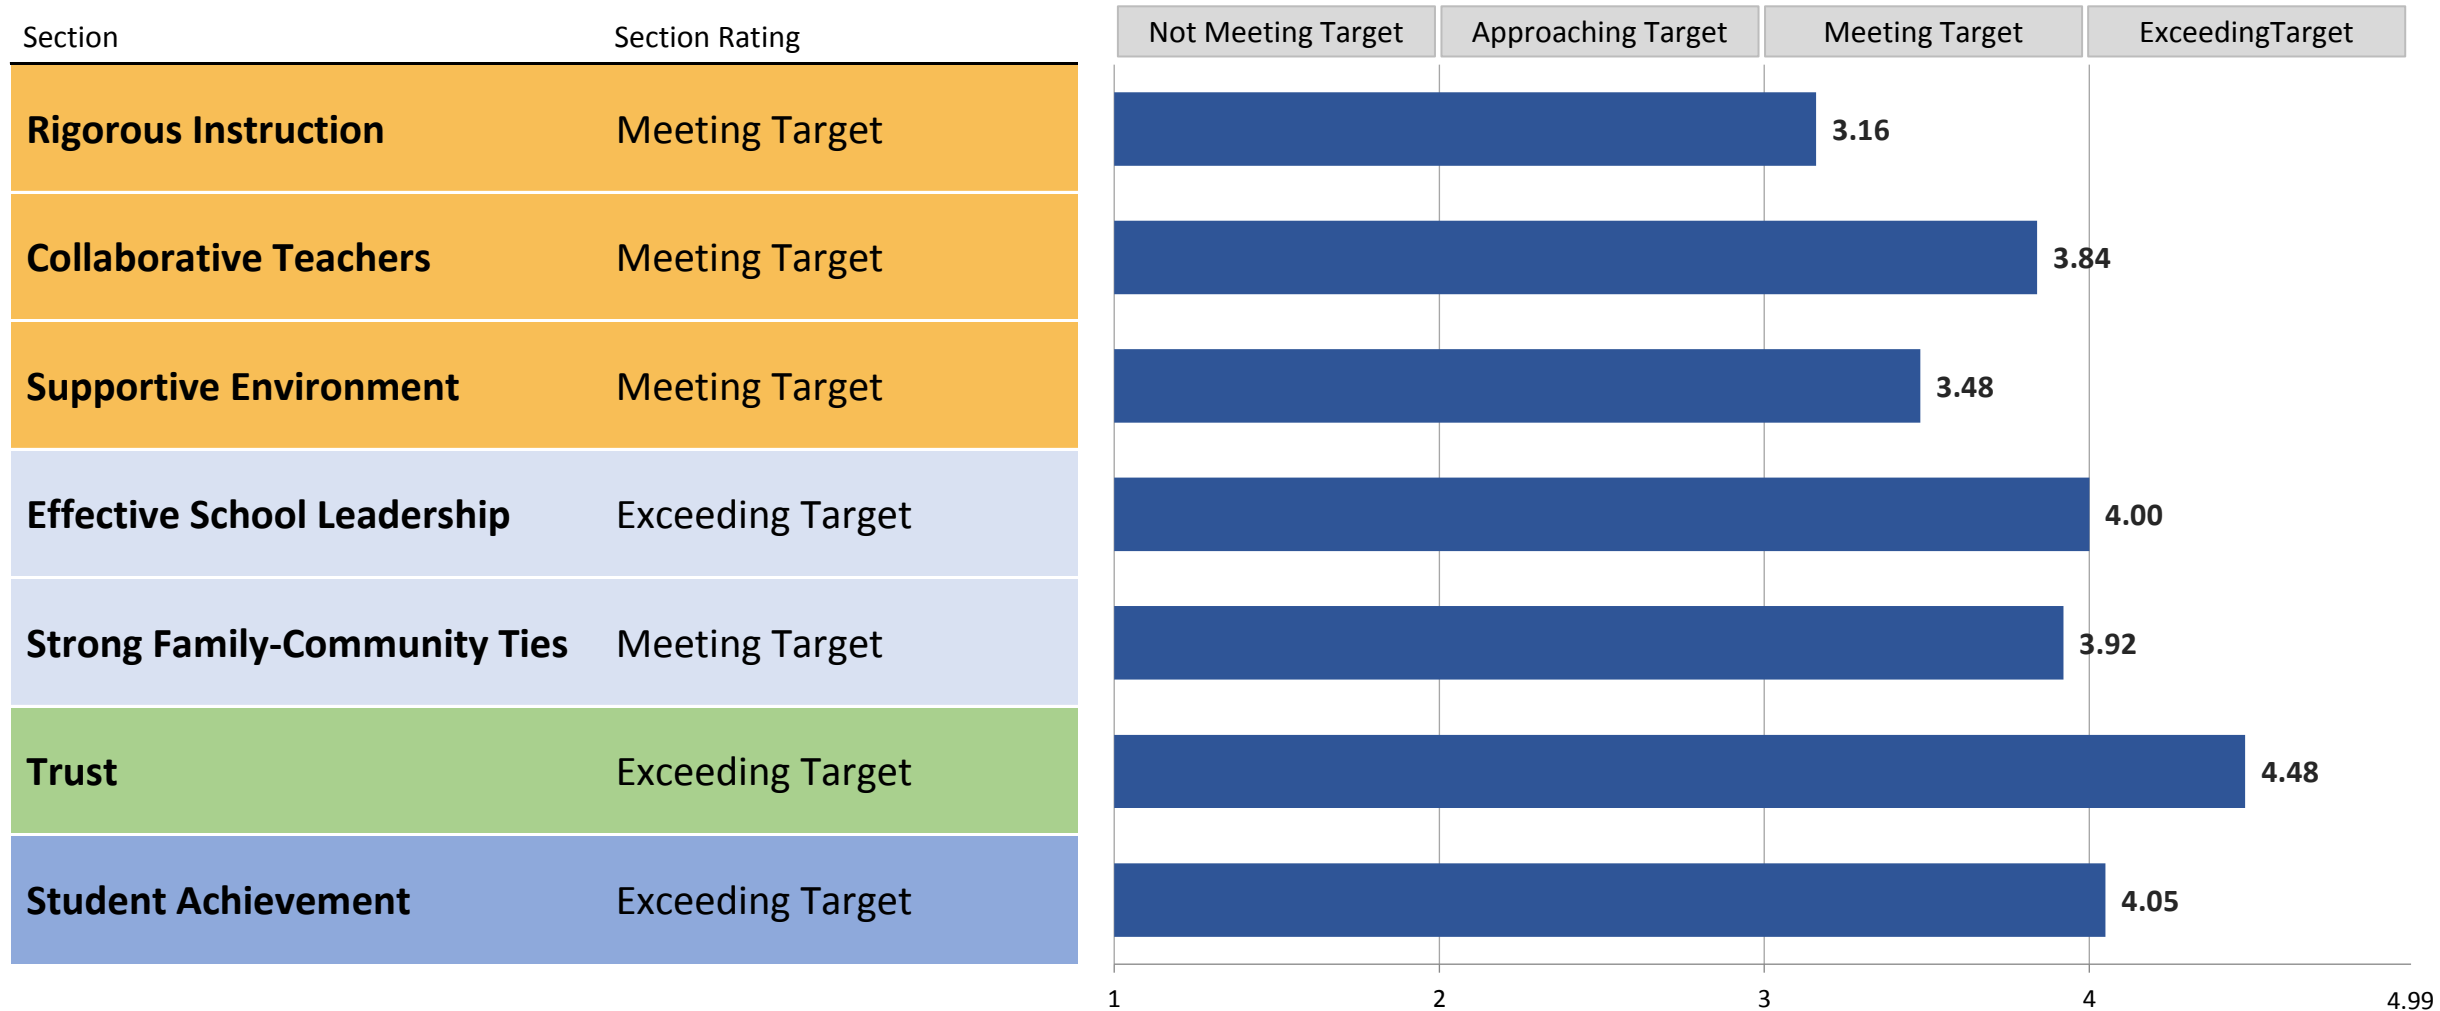 Section Section Rating Not Meeting Target Approaching Target Meeting Target ExceedingTarget
Rigorous Instruction Meeting Target 3.16
Collaborative Teachers Meeting Target 3.84
Supportive Environment Meeting Target 3.48
Effective School Leadership Exceeding Target 4.00
Strong Family-Community Ties Meeting Target 3.92
Trust Exceeding Target 4.48
Student Achievement Exceeding Target 4.05
1 2 3 4 4.99